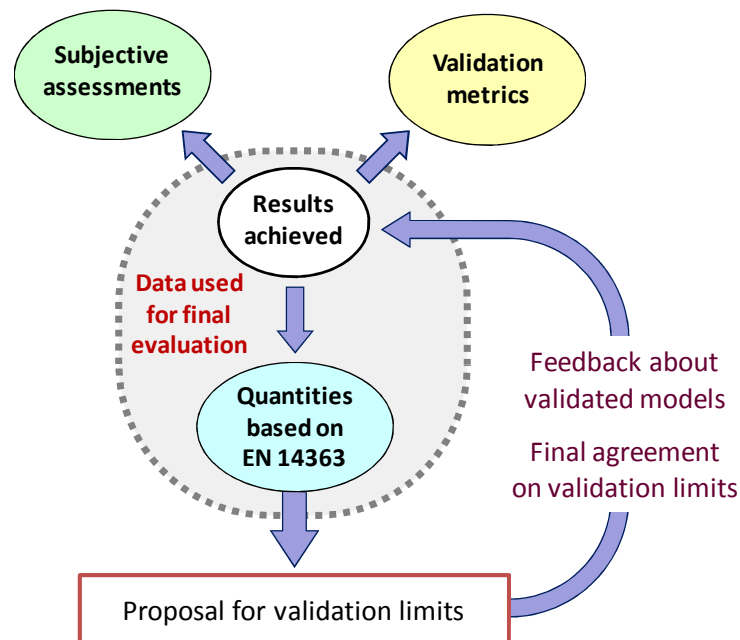 Subjective
assessments
Validation
metrics
Results
achieved
Data used
for final
evaluation
Quantities
based on
EN 14363
Feedback about
validated models
Final agreement
on validation limits
Proposal for validation limits